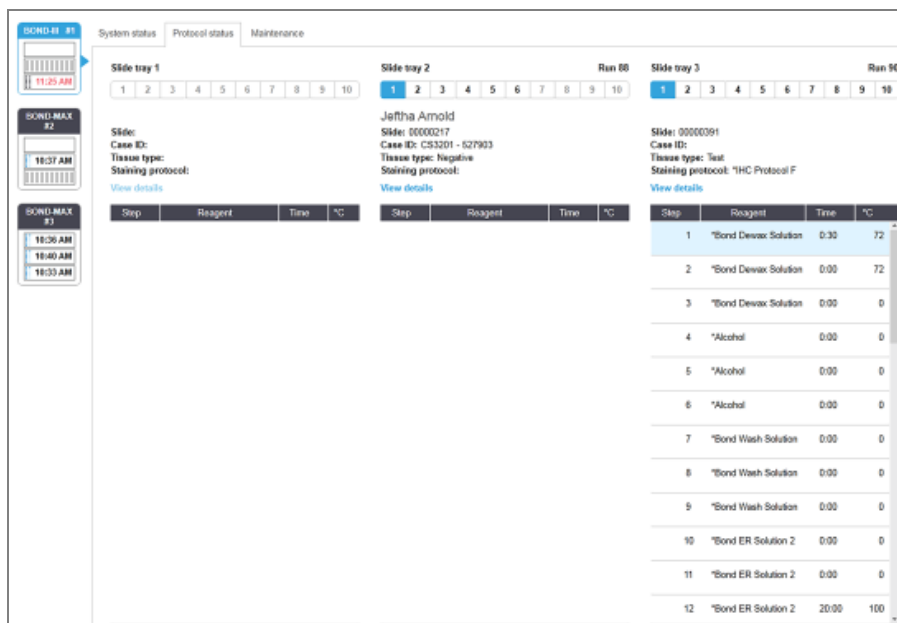 BOND-III #1
11:25 AM
BOND-MAX
#2
10:37 AM
BOND-MAX
#3
10:36 AM
10:40 AM
10:33 AM
System status Protocol status Maintenance
Slide tray 1
1 2 3 4 5 6 7 8 9 10
Slide:
Case ID:
Tissue type:
Staining protocol:
View details
Step Reagent Time °C
Slide tray 2 Run 88
1 2 3 4 5 6 7 8 9 10
Jeftha Arnold
Slide: 00000217
Case ID: CS3201 - 527903
Tissue type: Negative
Staining protocol:
View details
Step Reagent Time °C
Slide tray 3 Run 90
1 2 3 4 5 6 7 8 9 10
Slide: 00000391
Case ID:
Tissue type: Test
Staining protocol: *IHC Protocol F
View details
Step Reagent Time °C
1 *Bond Dewax Solution 0:30 72
2 *Bond Dewax Solution 0:00 72
3 *Bond Dewax Solution 0:00 0
4 *Alcohol 0:00 0
5 *Alcohol 0:00 0
6 *Alcohol 0:00 0
7 *Bond Wash Solution 0:00 0
8 *Bond Wash Solution 0:00 0
9 *Bond Wash Solution 0:00 0
10 *Bond ER Solution 2 0:00 0
11 *Bond ER Solution 2 0:00 0
12 *Bond ER Solution 2 20:00 100